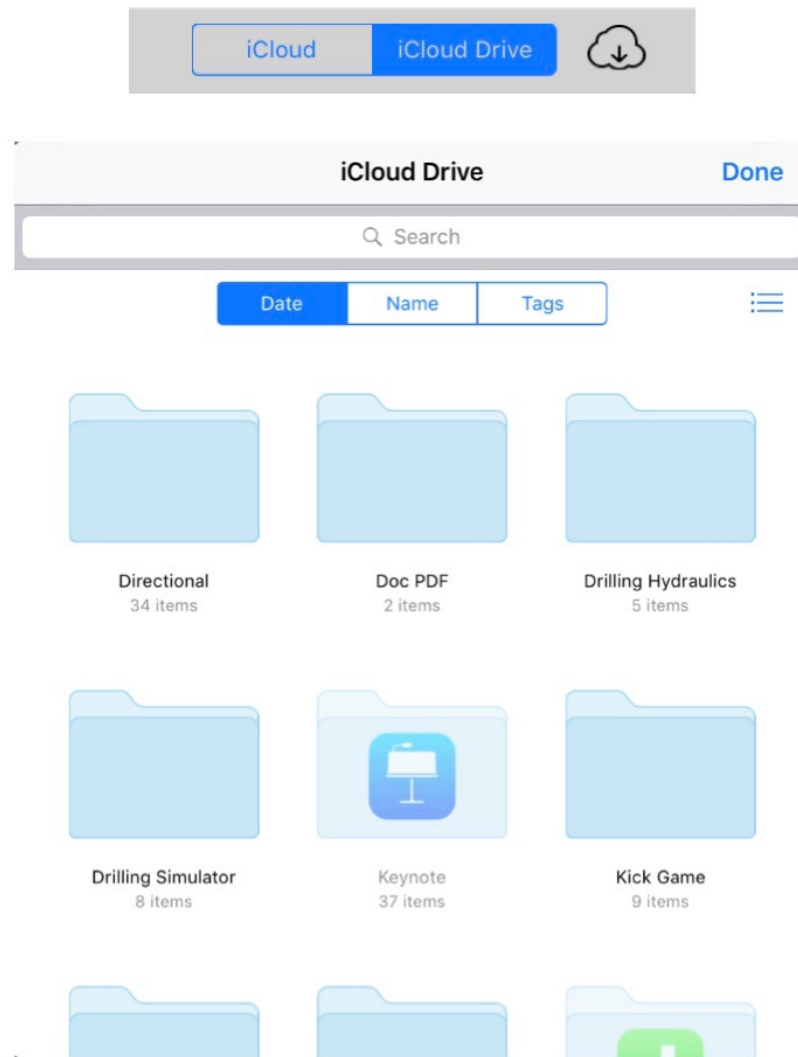 iCloud iCloud Drive
iCloud Drive Done
Search
Date Name Tags
Directional Doc PDF Drilling Hydraulics
34 items 2 items 5 items
Drilling Simulator Keynote Kick Game
8 items 37 items 9 items